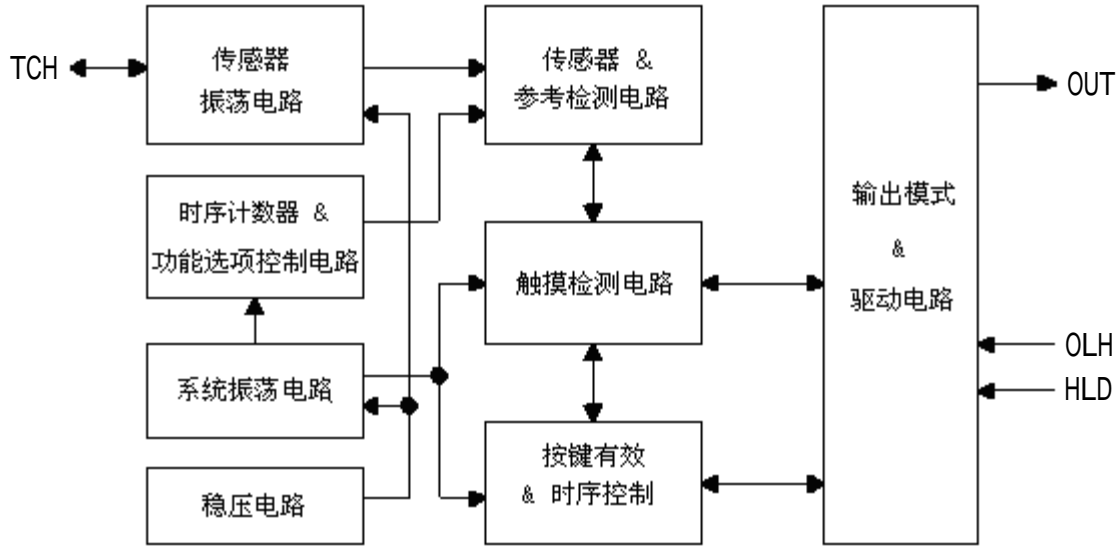 TCH
传感器
振荡电路
传感器 &
参考检测电路
OUT
时序计数器 &
功能选项控制电路
输出模式
&
驱动电路
触摸检测电路
OLH
HLD
系统振荡电路
按键有效
& 时序控制
稳压电路